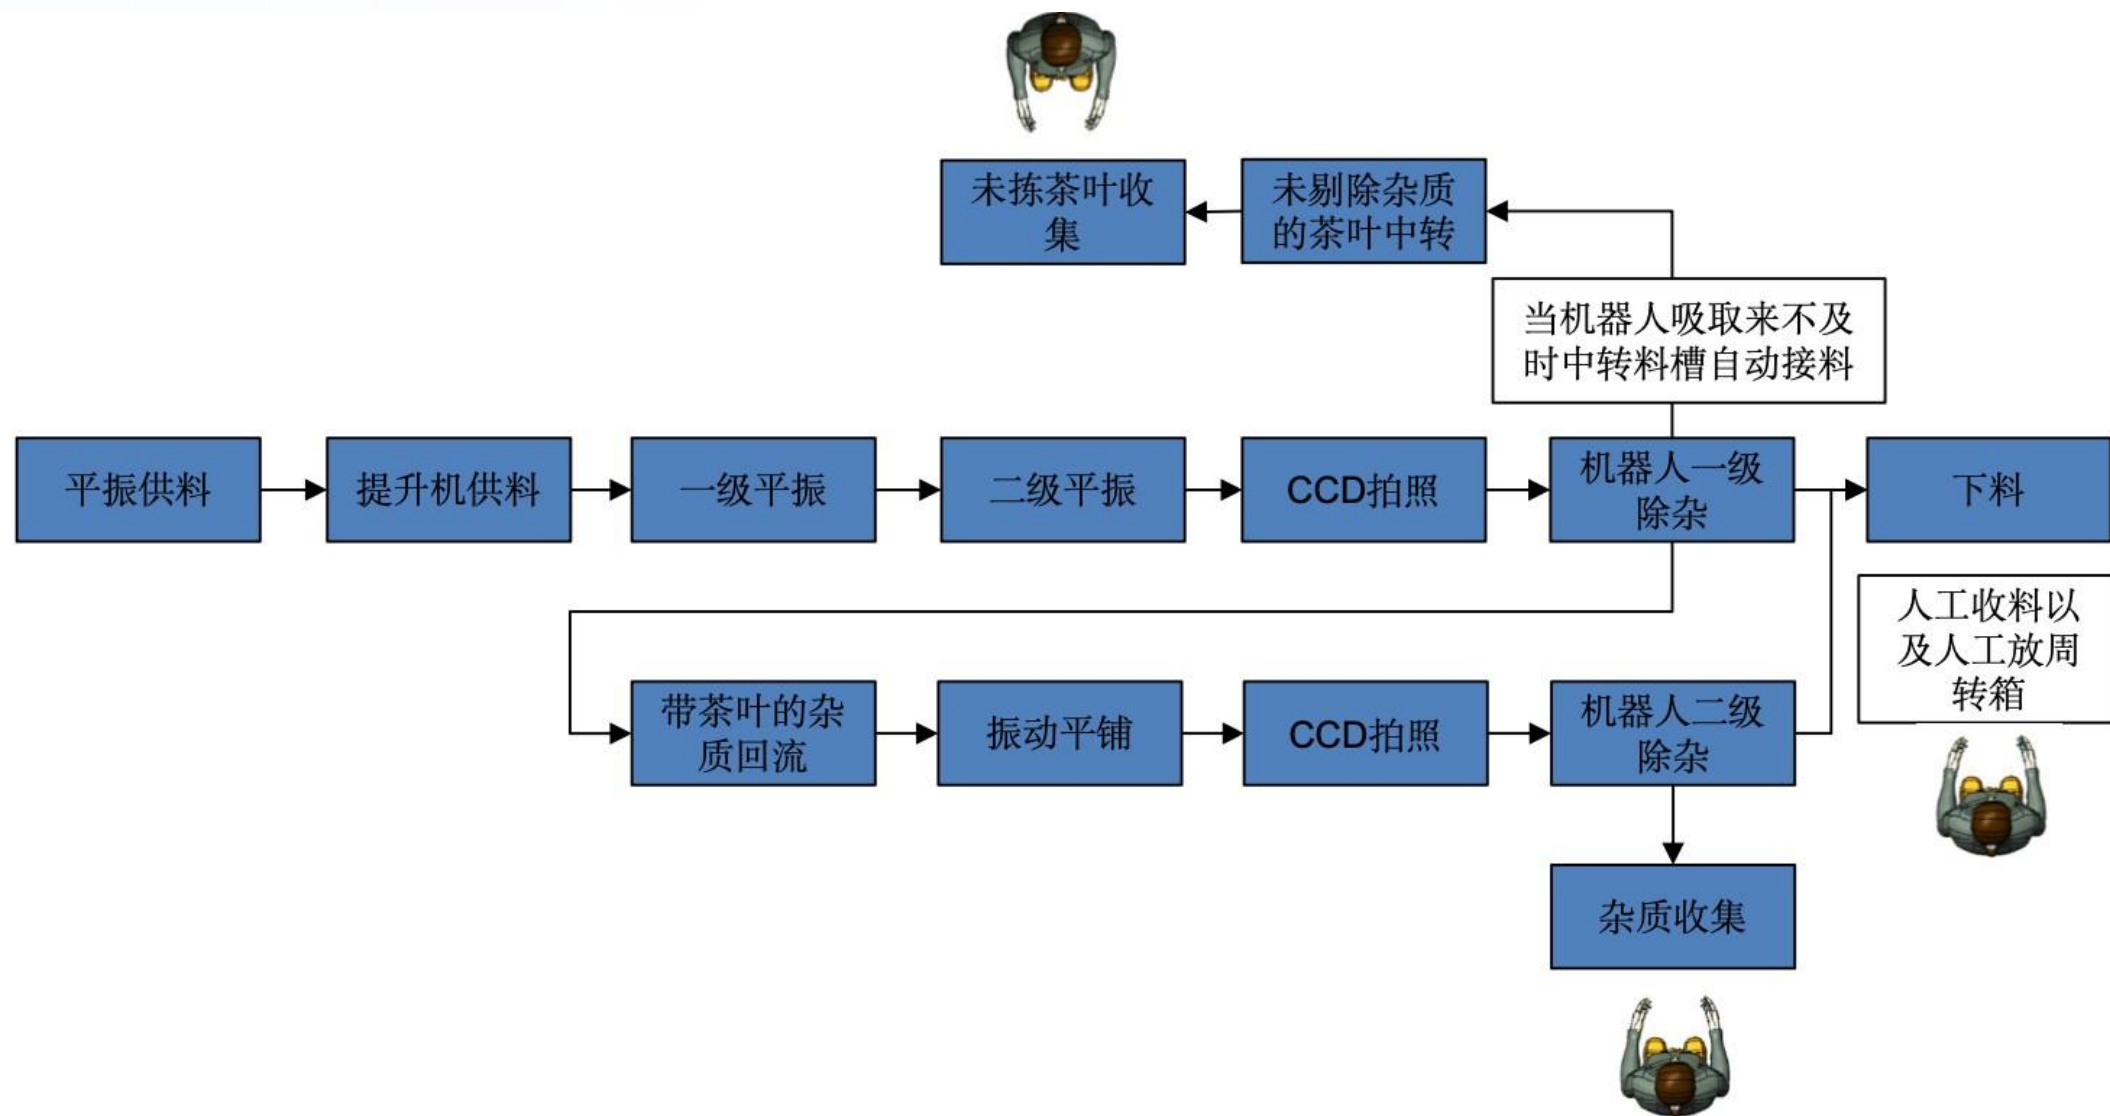 未拣茶叶收
集
未剔除杂质
的茶叶中转
当机器人吸取来不及
时中转料槽自动接料
平振供料
提升机供料
一级平振
二级平振
CCD拍照
机器人一级
除杂
下料
人工收料以
及人工放周
转箱
带茶叶的杂
质回流
振动平铺
CCD拍照
机器人二级
除杂
杂质收集